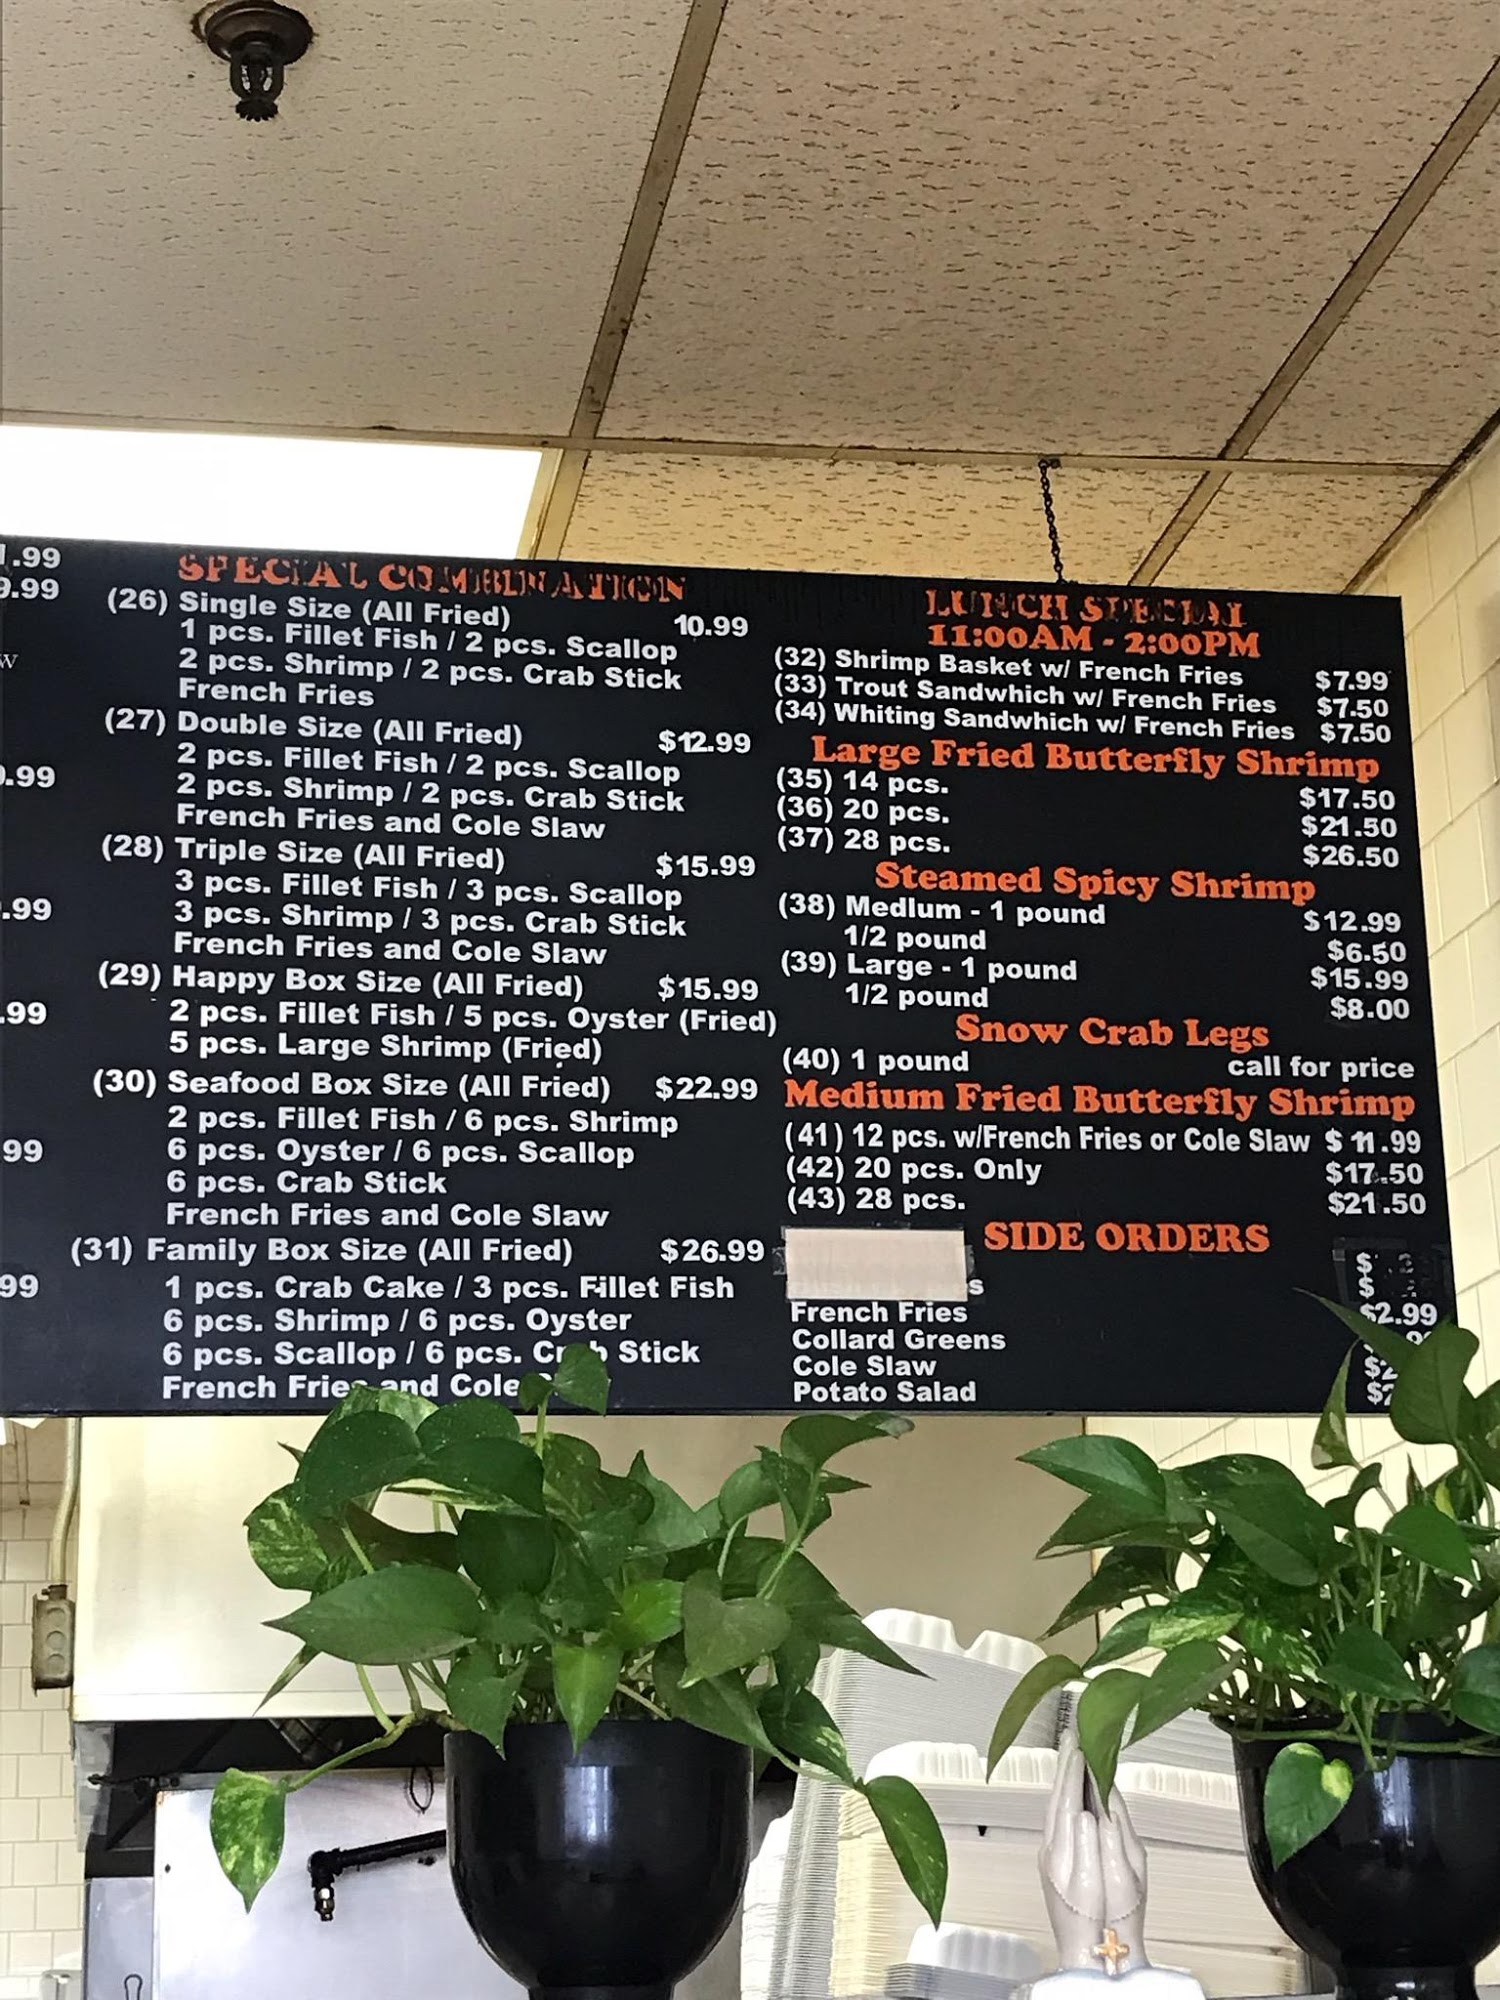 .99
9.99
w
.99
.99
.99
99
99
SPECIAL COMBINATION
(26) Single Size (All Fried) 10.99
1 pcs. Fillet Fish / 2 pcs. Scallop
2 pcs. Shrimp / 2 pcs. Crab Stick
French Fries
(27) Double Size (All Fried) $12.99
2 pcs. Fillet Fish / 2 pcs. Scallop
2 pcs. Shrimp / 2 pcs. Crab Stick
French Fries and Cole Slaw
(28) Triple Size (All Fried) $15.99
3 pcs. Fillet Fish / 3 pcs. Scallop
3 pcs. Shrimp / 3 pcs. Crab Stick
French Fries and Cole Slaw
(29) Happy Box Size (All Fried) $15.99
2 pcs. Fillet Fish / 5 pcs. Oyster (Fried)
5 pcs. Large Shrimp (Fried)
(30) Seafood Box Size (All Fried) $22.99
2 pcs. Fillet Fish / 6 pcs. Shrimp
6 pcs. Oyster / 6 pcs. Scallop
6 pcs. Crab Stick
French Fries and Cole Slaw
(31) Family Box Size (All Fried) $26.99
1 pcs. Crab Cake / 3 pcs. Fillet Fish
6 pcs. Shrimp / 6 pcs. Oyster
6 pcs. Scallop / 6 pcs. Crab Stick
French Fries and Cole
LUNCH SPECIAL
11:00AM - 2:00PM
(32) Shrimp Basket w/ French Fries $7.99
(33) Trout Sandwhich w/ French Fries $7.50
(34) Whiting Sandwhich w/ French Fries $7.50
Large Fried Butterfly Shrimp
(35) 14 pcs. $17.50
(36) 20 pcs. $21.50
(37) 28 pcs. $26.50
Steamed Spicy Shrimp
(38) Medium - 1 pound $12.99
1/2 pound $6.50
(39) Large - 1 pound $15.99
1/2 pound $8.00
Snow Crab Legs
(40) 1 pound call for price
Medium Fried Butterfly Shrimp
(41) 12 pcs. w/French Fries or Cole Slaw $11.99
(42) 20 pcs. Only $17.50
(43) 28 pcs. $21.50
SIDE ORDERS
$
s $
French Fries $2.99
Collard Greens
Cole Slaw $2
Potato Salad $2